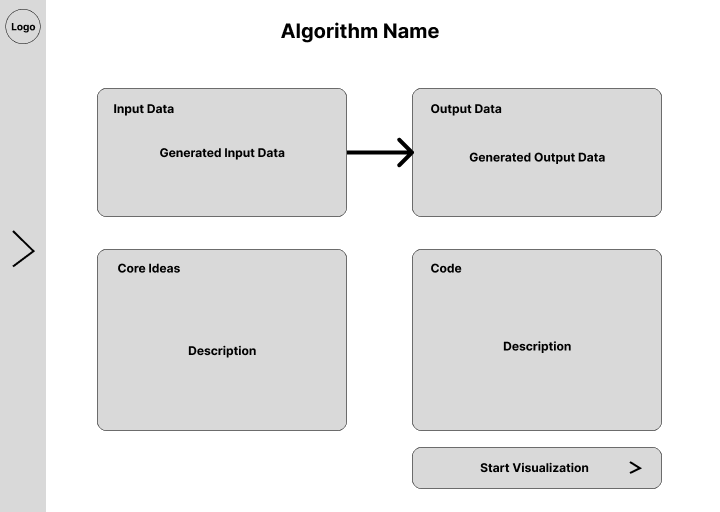 Logo
Algorithm Name
Input Data
Generated Input Data
Output Data
Generated Output Data
Core Ideas
Description
Code
Description
Start Visualization